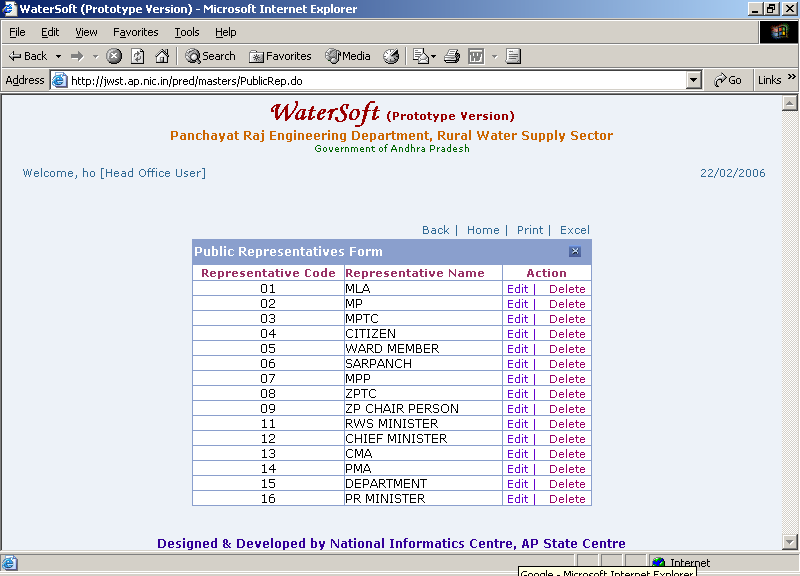 WaterSoft (Prototype Version) - Microsoft Internet Explorer
File Edit View Favorites Tools Help
Back Search Favorites Media
Address http://jwst.ap.nic.in/pred/masters/PublicRep.do Go Links »
WaterSoft (Prototype Version)
Panchayat Raj Engineering Department, Rural Water Supply Sector
Government of Andhra Pradesh
Welcome, ho [Head Office User] 22/02/2006
Back | Home | Print | Excel
Public Representatives Form
Representative Code Representative Name Action
01 MLA Edit | Delete
02 MP Edit | Delete
03 MPTC Edit | Delete
04 CITIZEN Edit | Delete
05 WARD MEMBER Edit | Delete
06 SARPANCH Edit | Delete
07 MPP Edit | Delete
08 ZPTC Edit | Delete
09 ZP CHAIR PERSON Edit | Delete
11 RWS MINISTER Edit | Delete
12 CHIEF MINISTER Edit | Delete
13 CMA Edit | Delete
14 PMA Edit | Delete
15 DEPARTMENT Edit | Delete
16 PR MINISTER Edit | Delete
Designed & Developed by National Informatics Centre, AP State Centre
Internet
Google - Microsoft Internet Explorer